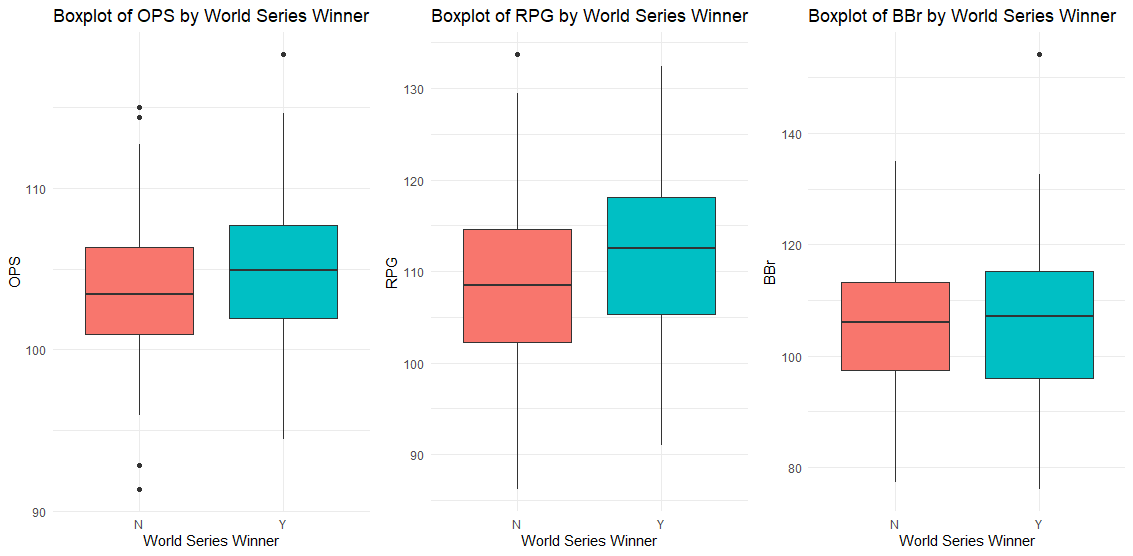 Boxplot of OPS by World Series Winner
OPS
110
100
90
N Y
World Series Winner
Boxplot of RPG by World Series Winner
RPG
130
120
110
100
90
N Y
World Series Winner
Boxplot of BBr by World Series Winner
BBr
140
120
100
80
N Y
World Series Winner